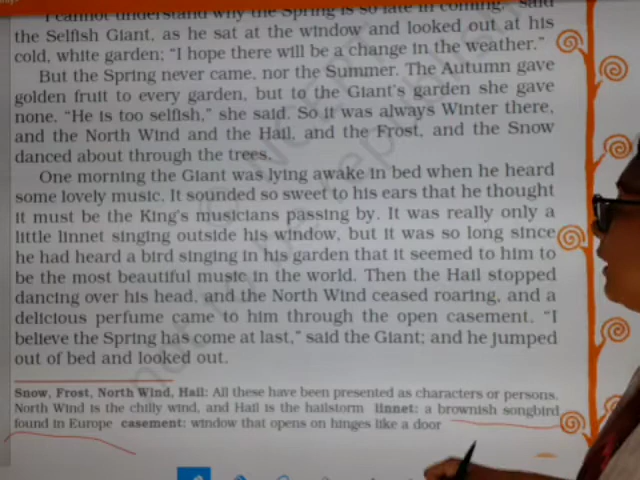 I cannot understand why the Spring is so late in coming," said
the Selfish Giant, as he sat at the window and looked out at his
cold, white garden; "I hope there will be a change in the weather."
But the Spring never came, nor the Summer. The Autumn gave
golden fruit to every garden, but to the Giant's garden she gave
none. "He is too selfish," she said. So it was always Winter there,
and the North Wind and the Hail, and the Frost, and the Snow
danced about through the trees.
One morning the Giant was lying awake in bed when he heard
some lovely music. It sounded so sweet to his ears that he thought
it must be the King's musicians passing by. It was really only a
little linnet singing outside his window, but it was so long since
he had heard a bird singing in his garden that it seemed to him to
be the most beautiful music in the world. Then the Hail stopped
dancing over his head, and the North Wind ceased roaring, and a
delicious perfume came to him through the open casement. "I
believe the Spring has come at last," said the Giant; and he jumped
out of bed and looked out.
Snow, Frost, North Wind, Hail: All these have been presented as characters or persons.
North Wind is the chilly wind, and Hail is the hailstorm linnet: a brownish songbird
found in Europe casement: window that opens on hinges like a door